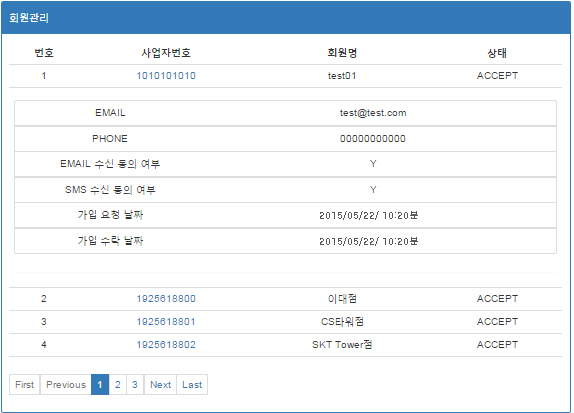 회원관리
번호 사업자번호 회원명 상태
1 1010101010 test01 ACCEPT
EMAIL test@test.com
PHONE 00000000000
EMAIL 수신 동의 여부 Y
SMS 수신 동의 여부 Y
가입 요청 날짜 2015/05/22/ 10:20분
가입 수락 날짜 2015/05/22/ 10:20분
2 1925618800 이대점 ACCEPT
3 1925618801 CS타워점 ACCEPT
4 1925618802 SKT Tower점 ACCEPT
First Previous 1 2 3 Next Last